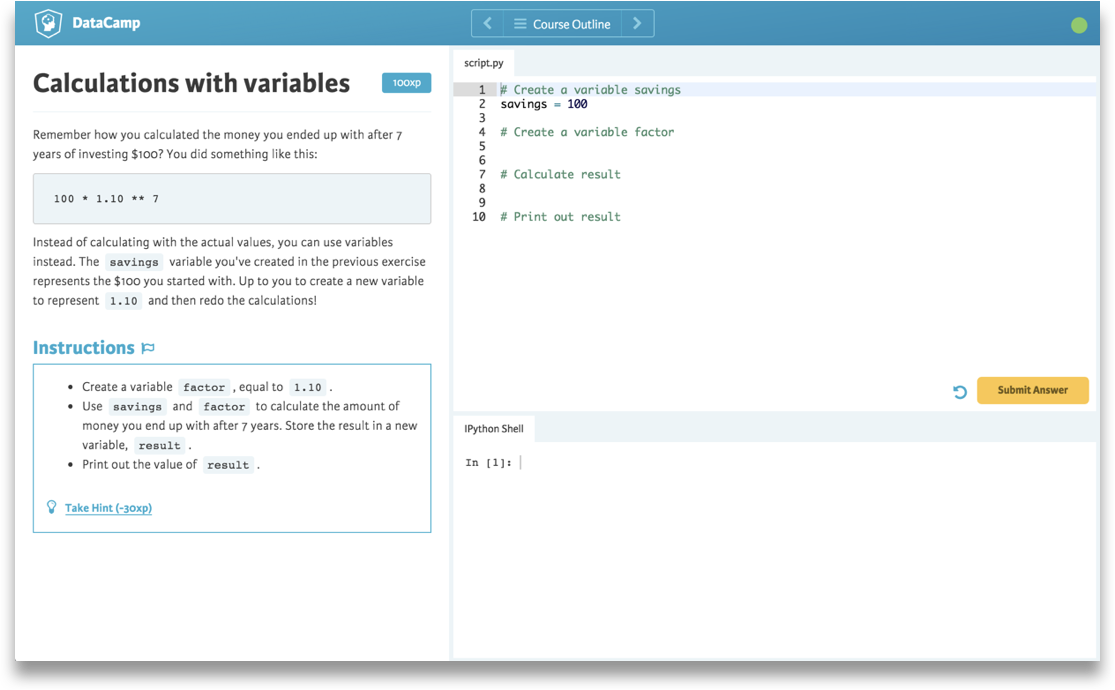 DataCamp
Course Outline
Calculations with variables
100xp
Remember how you calculated the money you ended up with after 7
years of investing $100? You did something like this:
100 * 1.10 ** 7
Instead of calculating with the actual values, you can use variables
instead. The savings variable you've created in the previous exercise
represents the $100 you started with. Up to you to create a new variable
to represent 1.10 and then redo the calculations!
Instructions
• Create a variable factor , equal to 1.10 .
• Use savings and factor to calculate the amount of
money you end up with after 7 years. Store the result in a new
variable, result .
• Print out the value of result .
Take Hint (-30xp)
script.py
1 # Create a variable savings
2 savings = 100
3
4 # Create a variable factor
5
6
7 # Calculate result
8
9
10 # Print out result
Submit Answer
IPython Shell
In [1]: